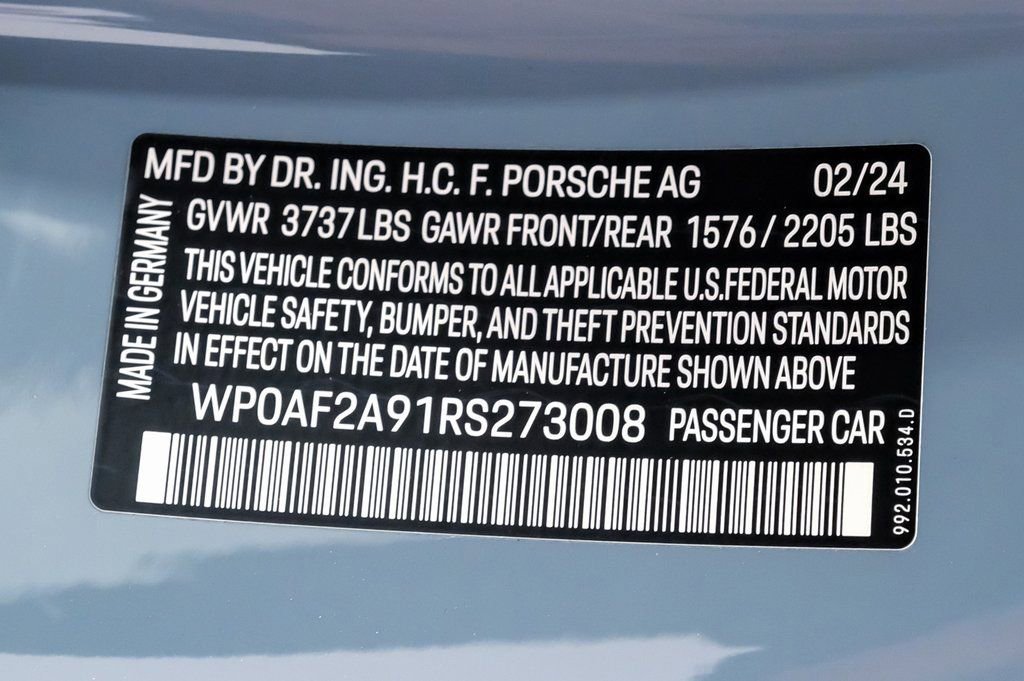 MFD BY DR. ING. H.C. F. PORSCHE AG 02/24
GVWR 3737 LBS GAWR FRONT/REAR 1576 / 2205 LBS
THIS VEHICLE CONFORMS TO ALL APPLICABLE U.S.FEDERAL MOTOR
VEHICLE SAFETY, BUMPER, AND THEFT PREVENTION STANDARDS
IN EFFECT ON THE DATE OF MANUFACTURE SHOWN ABOVE
WP0AF2A91RS273008 PASSENGER CAR
MADE IN GERMANY
992.010.534.D